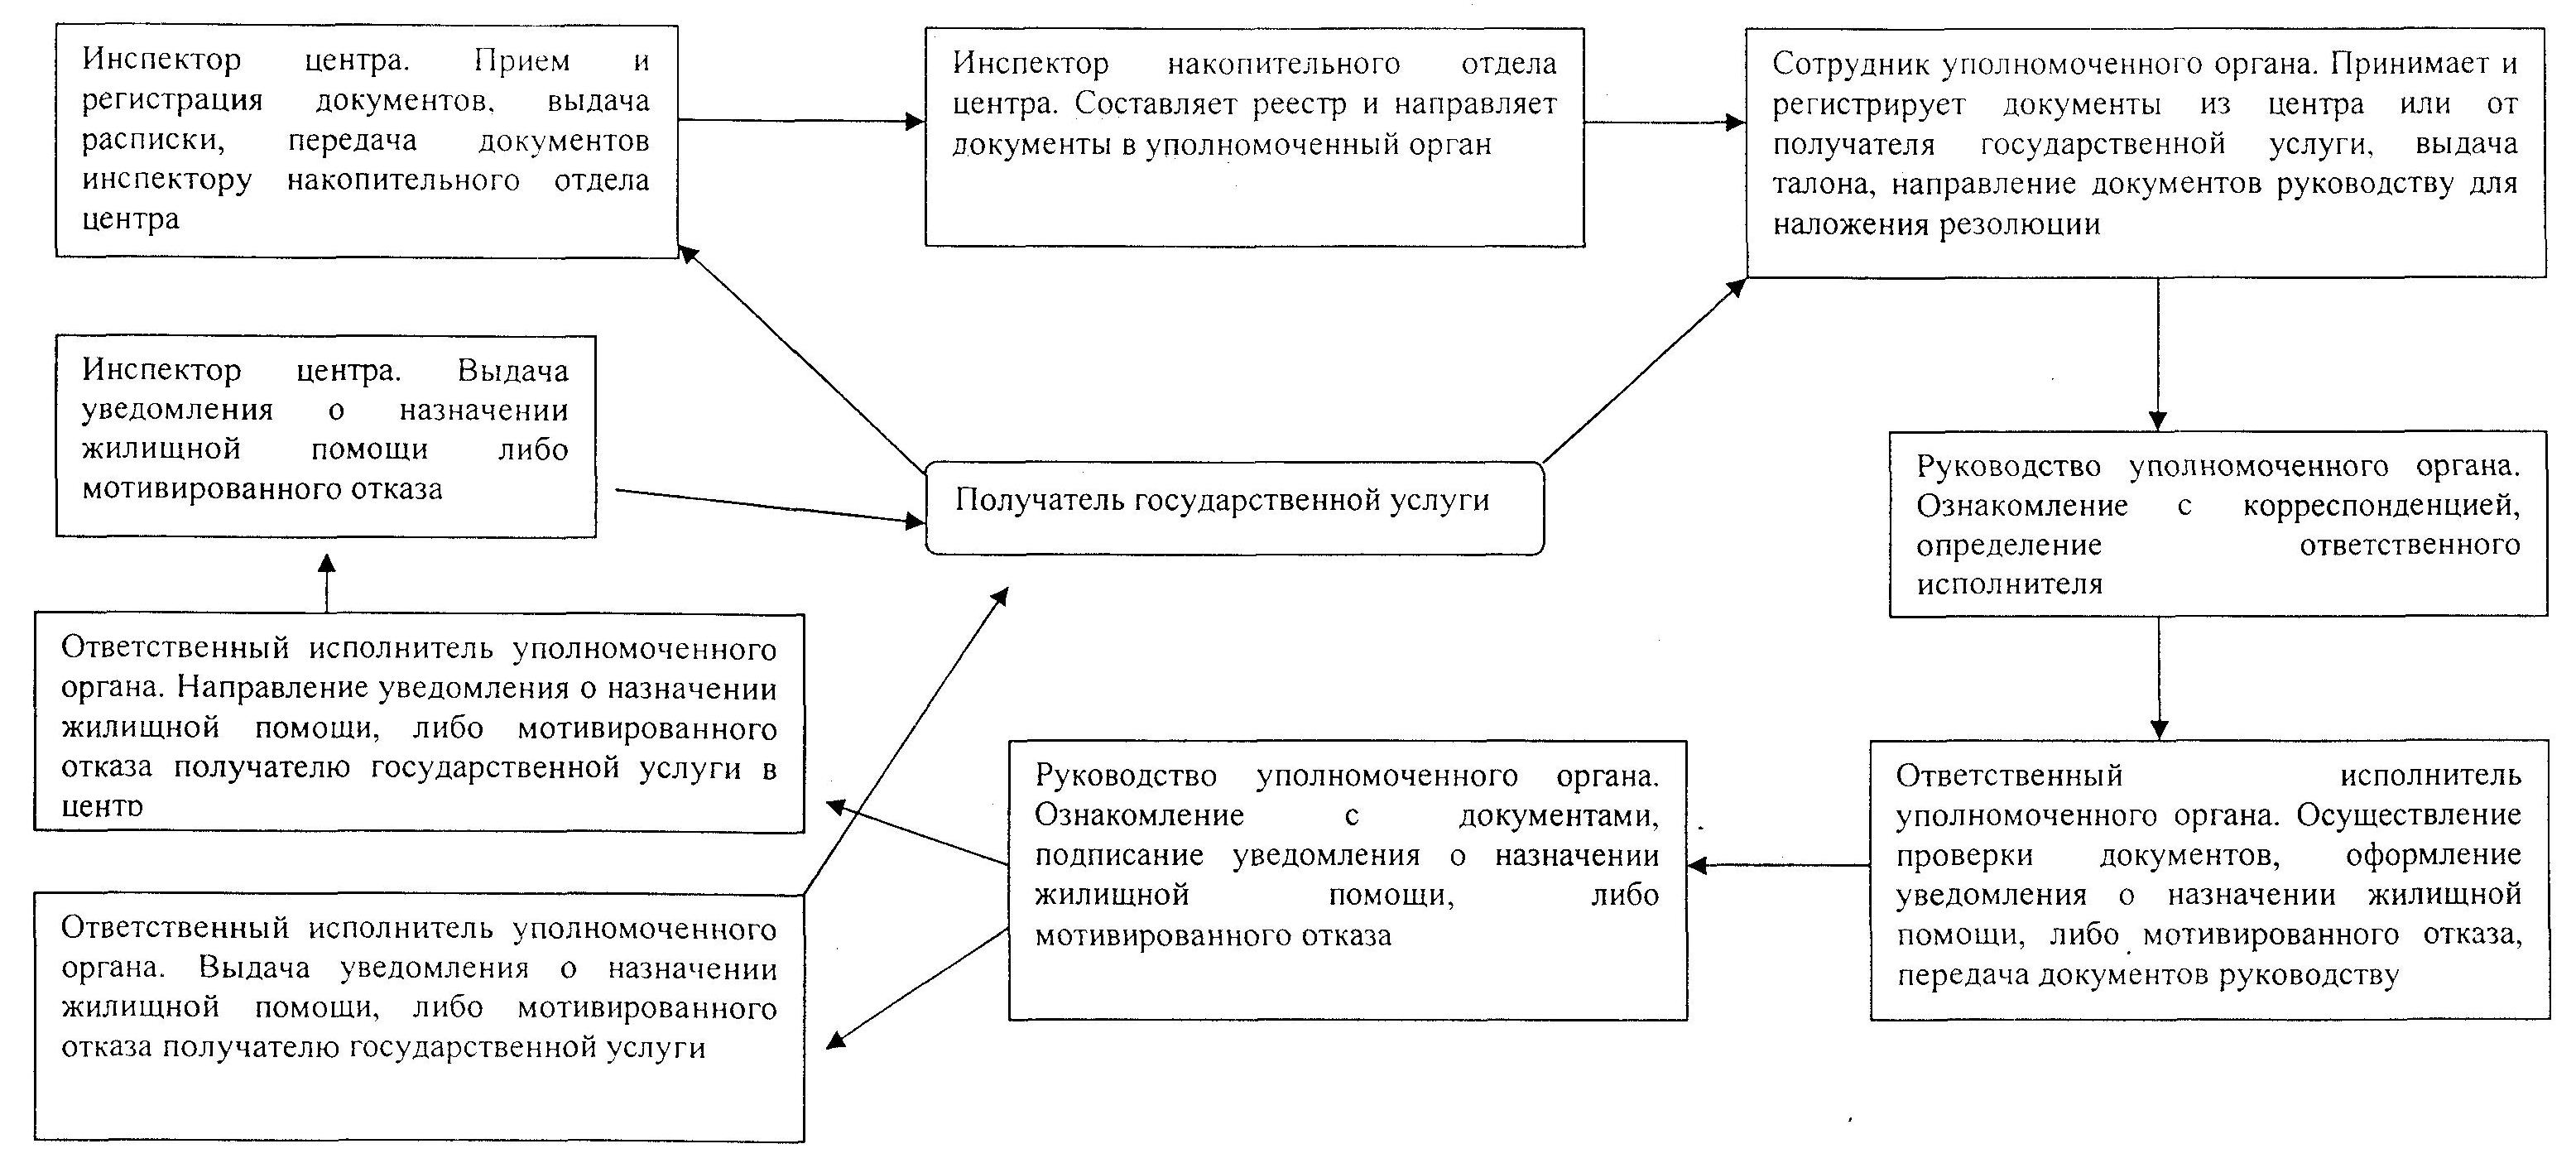 Инспектор центра. Прием и
регистрация документов, выдача
расписки, передача документов
инспектору накопительного отдела
центра
Инспектор накопительного отдела
центра. Составляет реестр и направляет
документы в уполномоченный орган
Сотрудник уполномоченного органа. Принимает и
регистрирует документы из центра или от
получателя государственной услуги, выдача
талона, направление документов руководству для
наложения резолюции
Инспектор центра. Выдача
уведомления о назначении
жилищной помощи либо
мотивированного отказа
Получатель государственной услуги
Руководство уполномоченного органа.
Ознакомление с корреспонденцией,
определение ответственного
исполнителя
Ответственный исполнитель уполномоченного
органа. Направление уведомления о назначении
жилищной помощи, либо мотивированного
отказа получателю государственной услуги в
центр
Руководство уполномоченного органа.
Ознакомление с документами,
подписание уведомления о назначении
жилищной помощи, либо
мотивированного отказа
Ответственный исполнитель
уполномоченного органа. Осуществление
проверки документов, оформление
уведомления о назначении жилищной
помощи, либо мотивированного отказа,
передача документов руководству
Ответственный исполнитель уполномоченного
органа. Выдача уведомления о назначении
жилищной помощи, либо мотивированного
отказа получателю государственной услуги